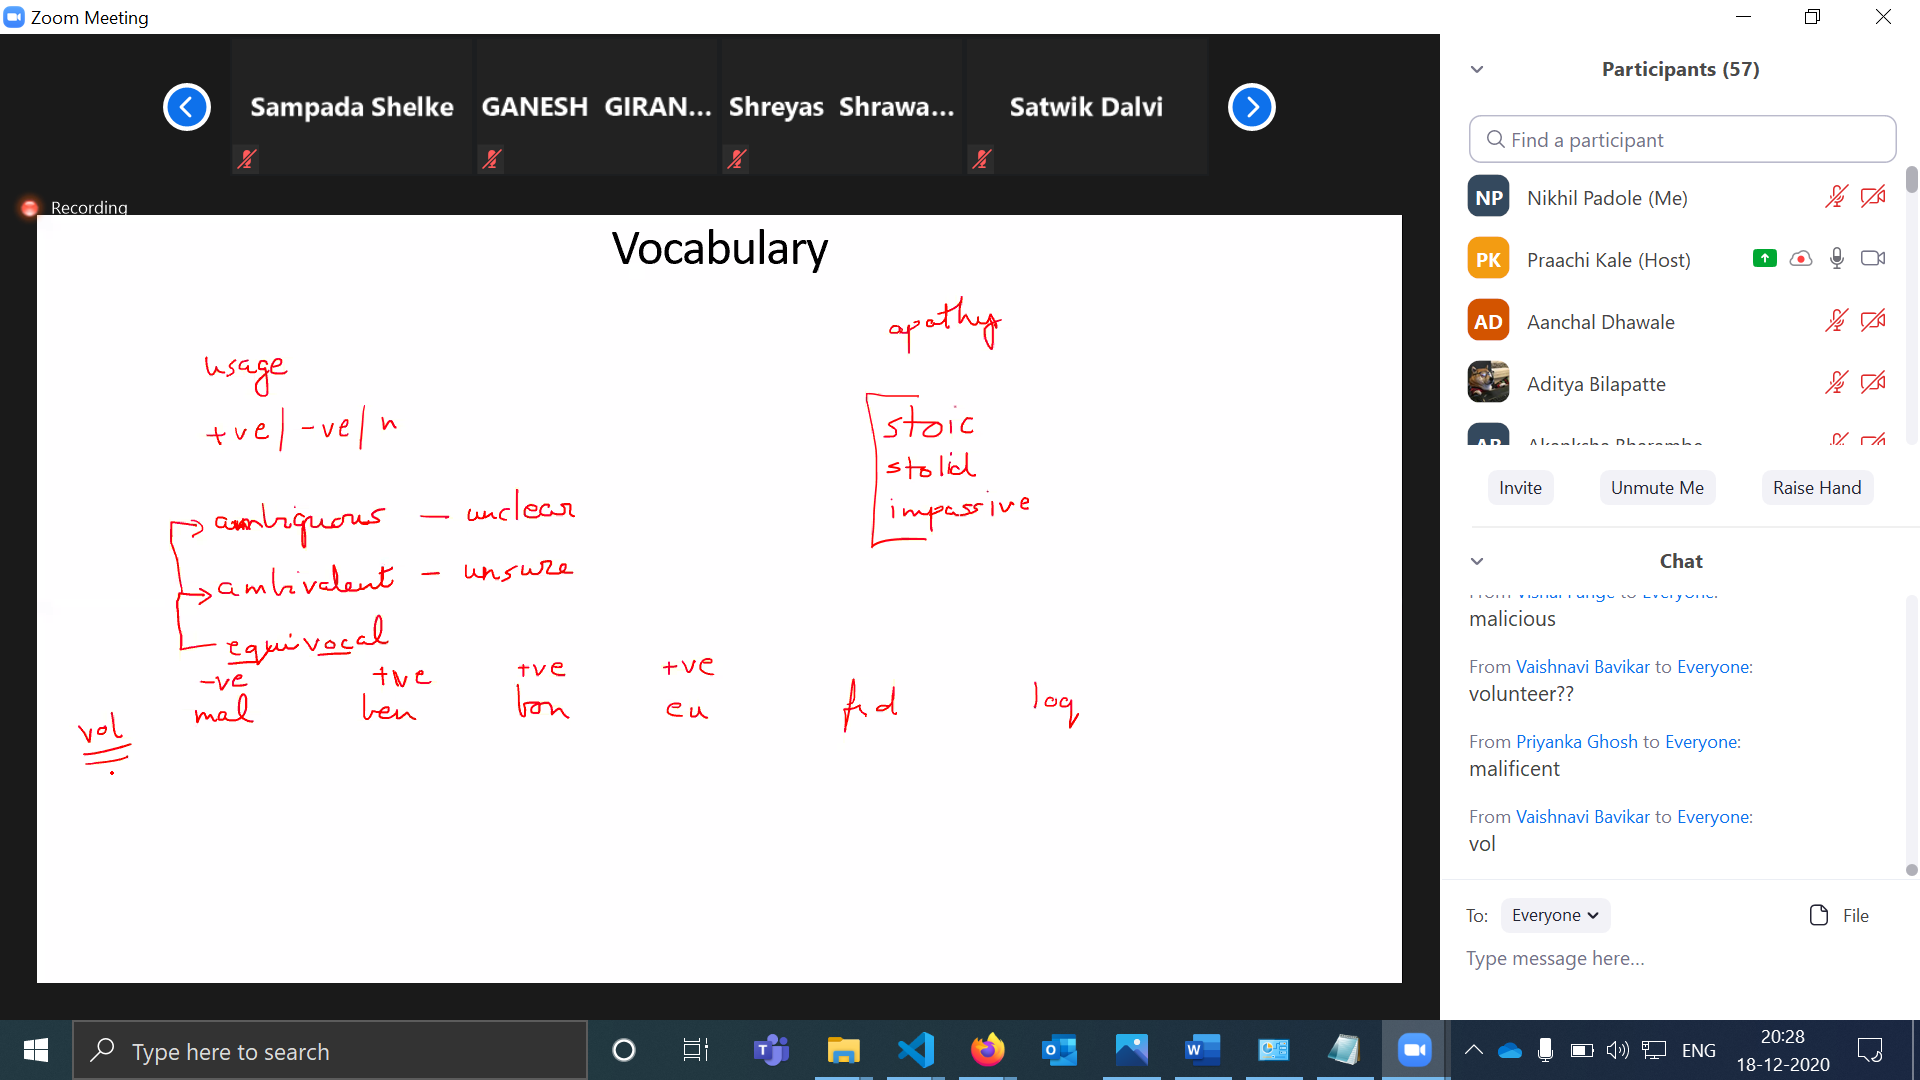 Zoom Meeting
Sampada Shelke
GANESH GIRAN...
Shreyas Shrawa...
Satwik Dalvi
Recording
Vocabulary
apathy
usage
+ve | -ve | n
stoic
stolid
impassive
ambiguous — unclear
ambivalent — unsure
equivocal
-ve +ve +ve +ve
mal ben bon eu fid loq
vol
Participants (57)
Find a participant
NP Nikhil Padole (Me)
PK Praachi Kale (Host)
AD Aanchal Dhawale
Aditya Bilapatte
Invite Unmute Me Raise Hand
Chat
malicious
From Vaishnavi Bavikar to Everyone:
volunteer??
From Priyanka Ghosh to Everyone:
malificent
From Vaishnavi Bavikar to Everyone:
vol
To: Everyone File
Type message here...
Type here to search
ENG
20:28
18-12-2020